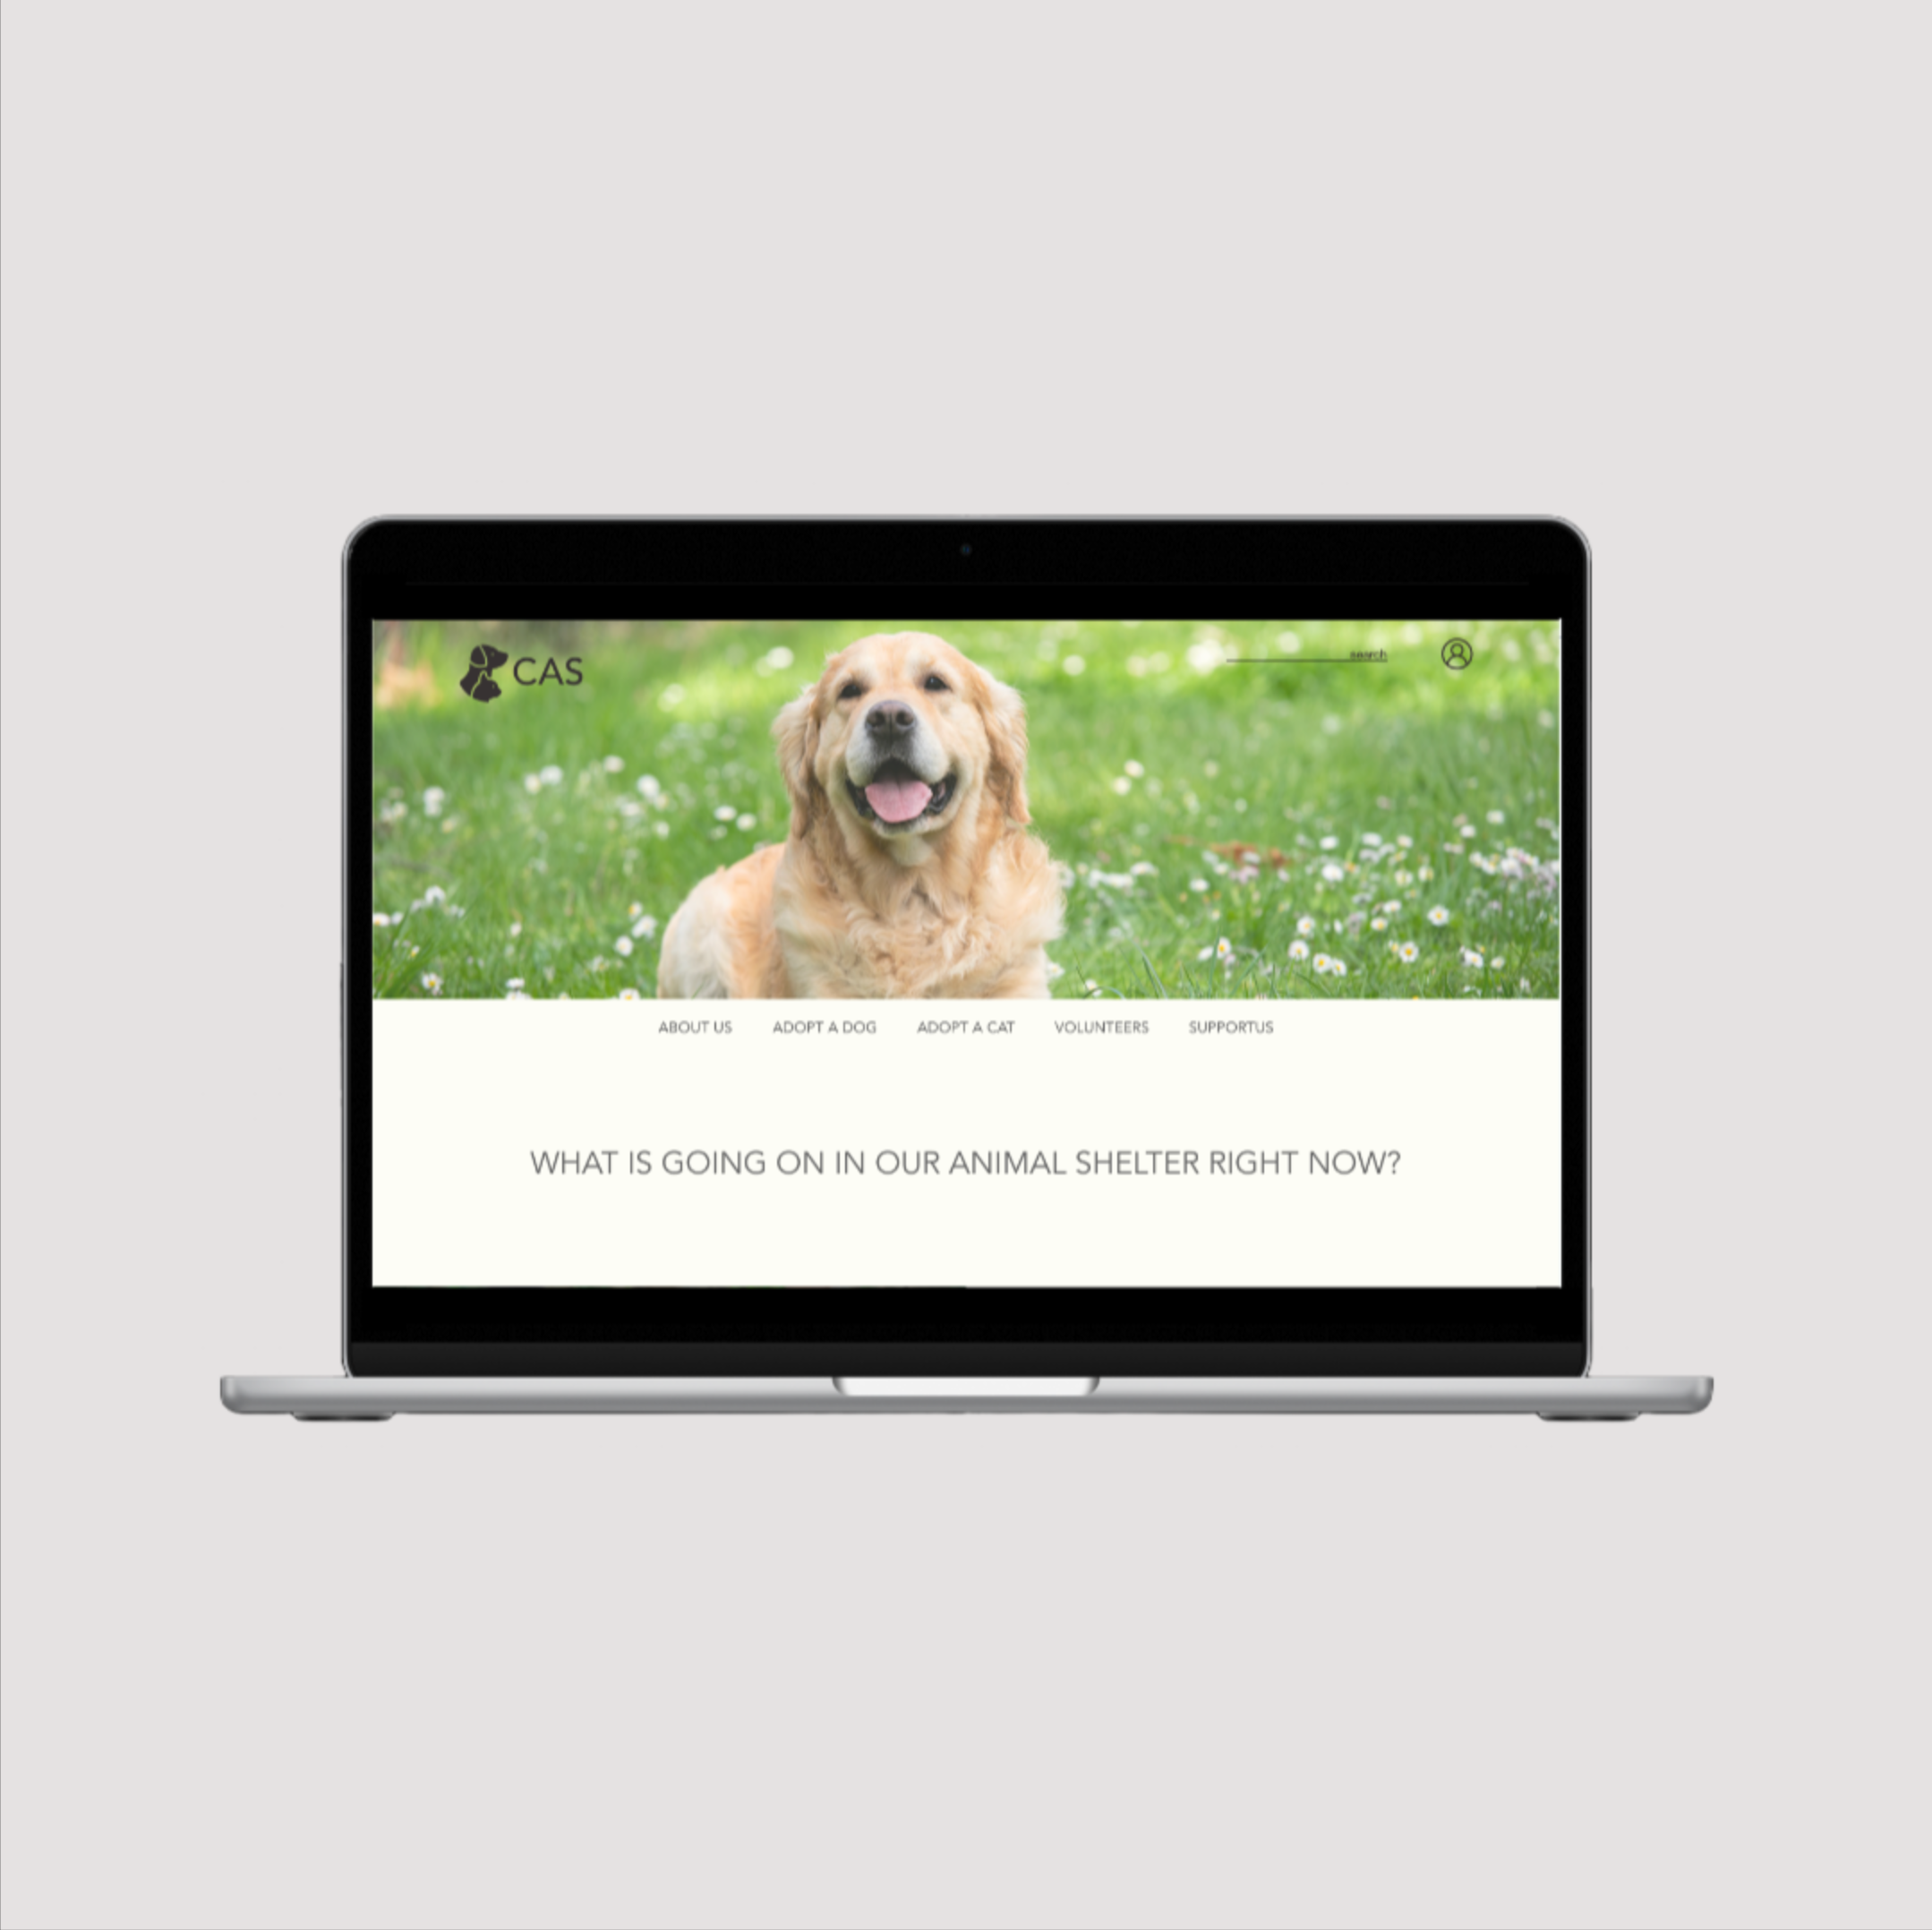 CAS
search
ABOUT US ADOPT A DOG ADOPT A CAT VOLUNTEERS SUPPORTUS
WHAT IS GOING ON IN OUR ANIMAL SHELTER RIGHT NOW?